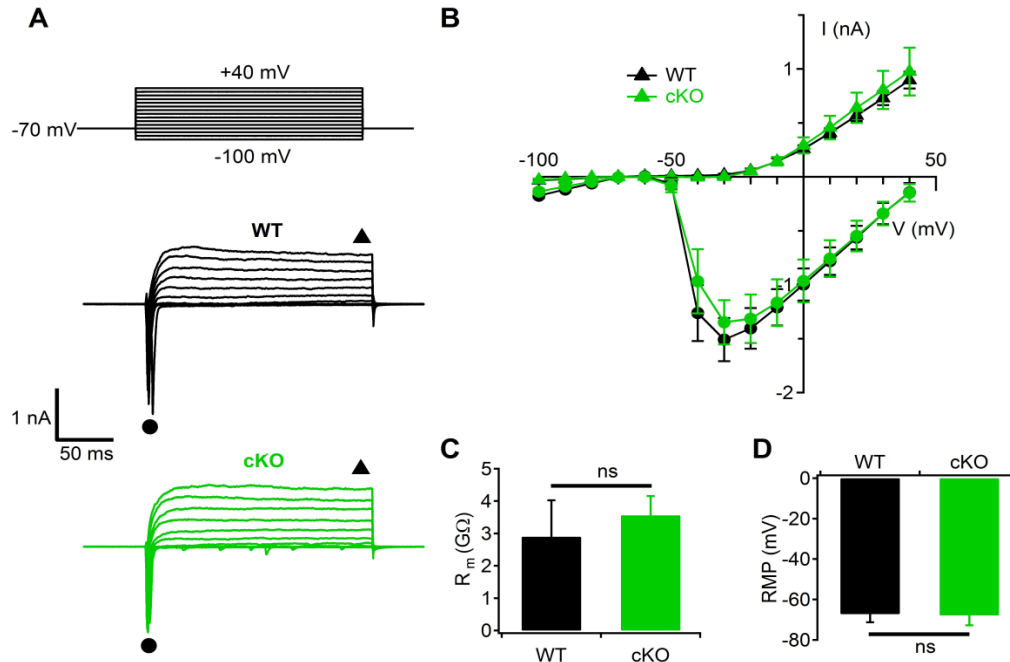 A
+40 mV
-70 mV
-100 mV
WT
1 nA
50 ms
cKO
B
I (nA)
WT
cKO
1
-100
-50
50
V (mV)
-1
-2
C
ns
5
4
3
2
1
0
R m (GΩ)
WT
cKO
D
WT
cKO
0
-20
-40
-60
-80
RMP (mV)
ns